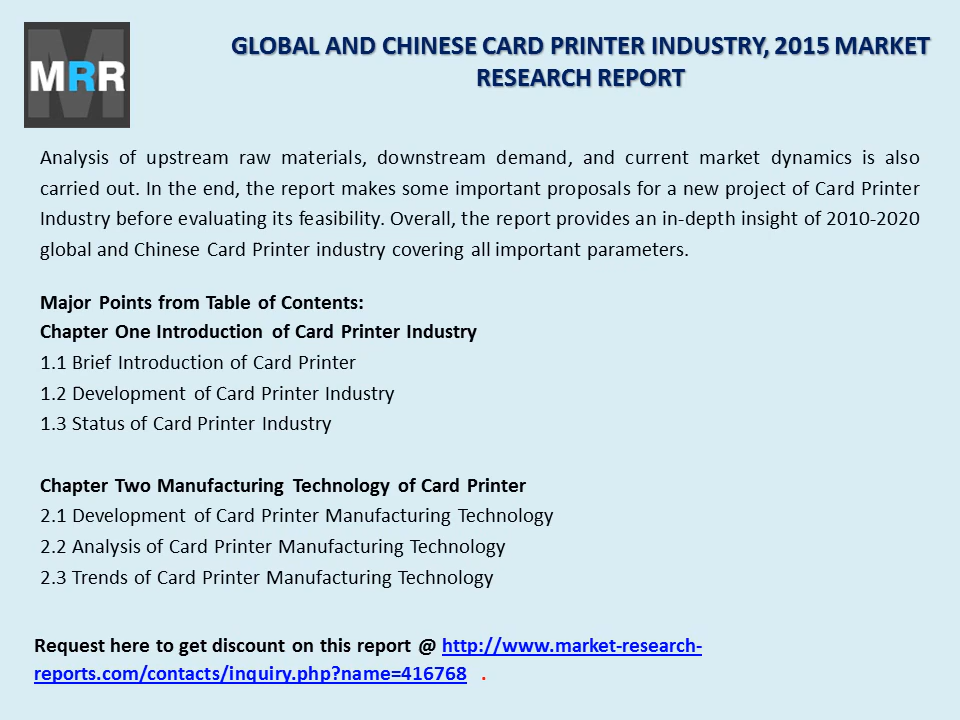 MRR
GLOBAL AND CHINESE CARD PRINTER INDUSTRY, 2015 MARKET
RESEARCH REPORT
Analysis of upstream raw materials, downstream demand, and current market dynamics is also
carried out. In the end, the report makes some important proposals for a new project of Card Printer
Industry before evaluating its feasibility. Overall, the report provides an in-depth insight of 2010-2020
global and Chinese Card Printer industry covering all important parameters.
Major Points from Table of Contents:
Chapter One Introduction of Card Printer Industry
1.1 Brief Introduction of Card Printer
1.2 Development of Card Printer Industry
1.3 Status of Card Printer Industry
Chapter Two Manufacturing Technology of Card Printer
2.1 Development of Card Printer Manufacturing Technology
2.2 Analysis of Card Printer Manufacturing Technology
2.3 Trends of Card Printer Manufacturing Technology
Request here to get discount on this report @ http://www.market-research-
reports.com/contacts/inquiry.php?name=416768 .